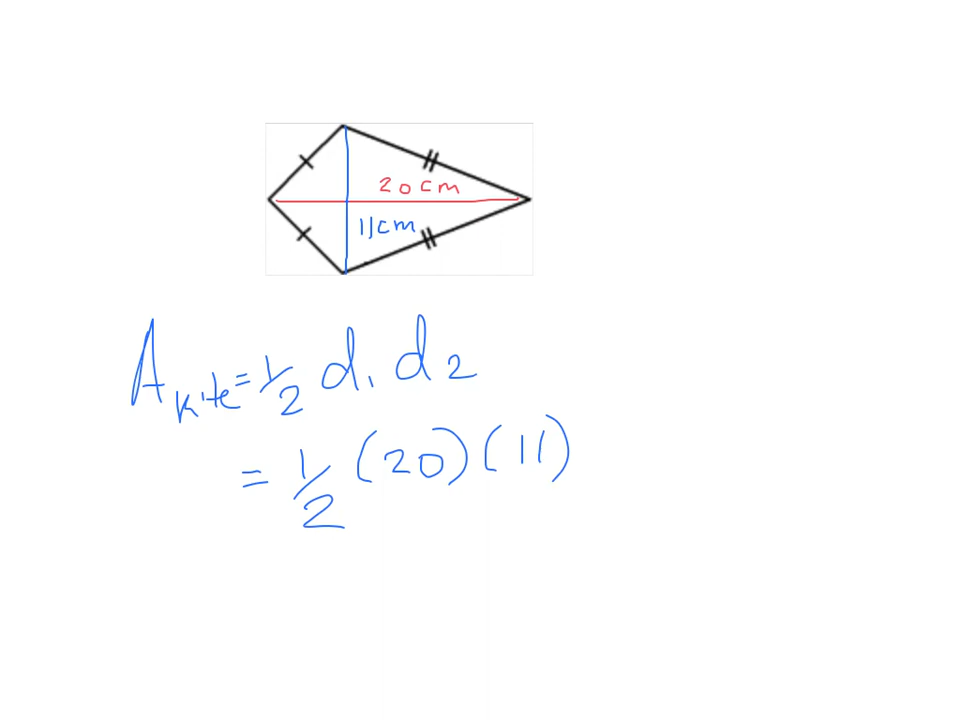 20cm
11cm
A kite = 1/2 d1 d2
= 1/2 (20)(11)